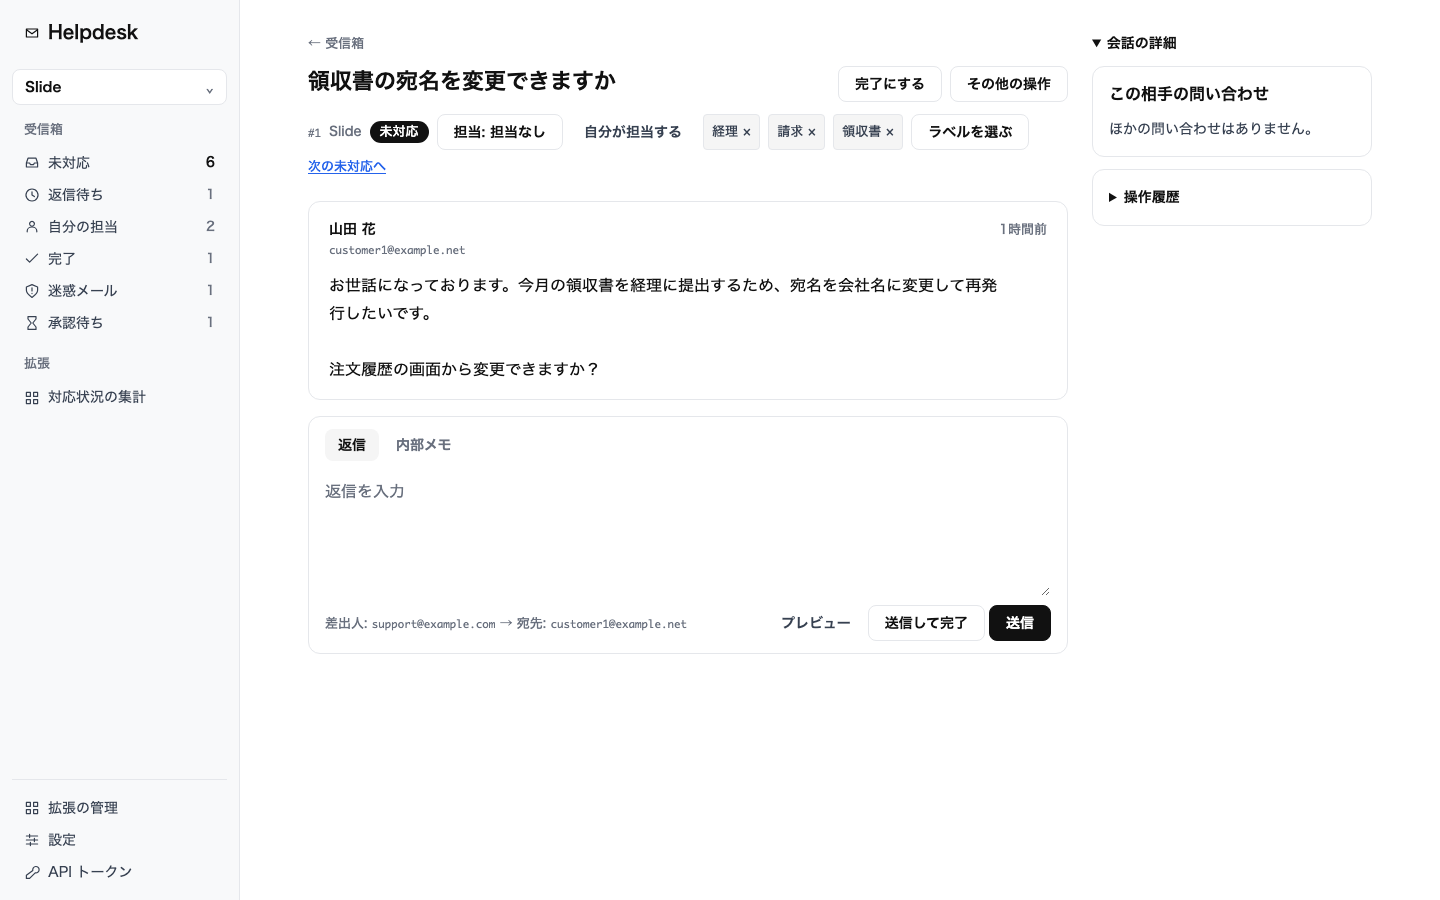 Helpdesk
Slide
受信箱
未対応 6
返信待ち 1
自分の担当 2
完了 1
迷惑メール 1
承認待ち 1
拡張
対応状況の集計
拡張の管理
設定
API トークン
← 受信箱
領収書の宛名を変更できますか
完了にする
その他の操作
#1 Slide 未対応 担当: 担当なし 自分が担当する 経理 × 請求 × 領収書 × ラベルを選ぶ
次の未対応へ
山田 花 1時間前
customer1@example.net
お世話になっております。今月の領収書を経理に提出するため、宛名を会社名に変更して再発
行したいです。
注文履歴の画面から変更できますか？
返信 内部メモ
返信を入力
差出人: support@example.com → 宛先: customer1@example.net プレビュー 送信して完了 送信
▼ 会話の詳細
この相手の問い合わせ
ほかの問い合わせはありません。
▶ 操作履歴